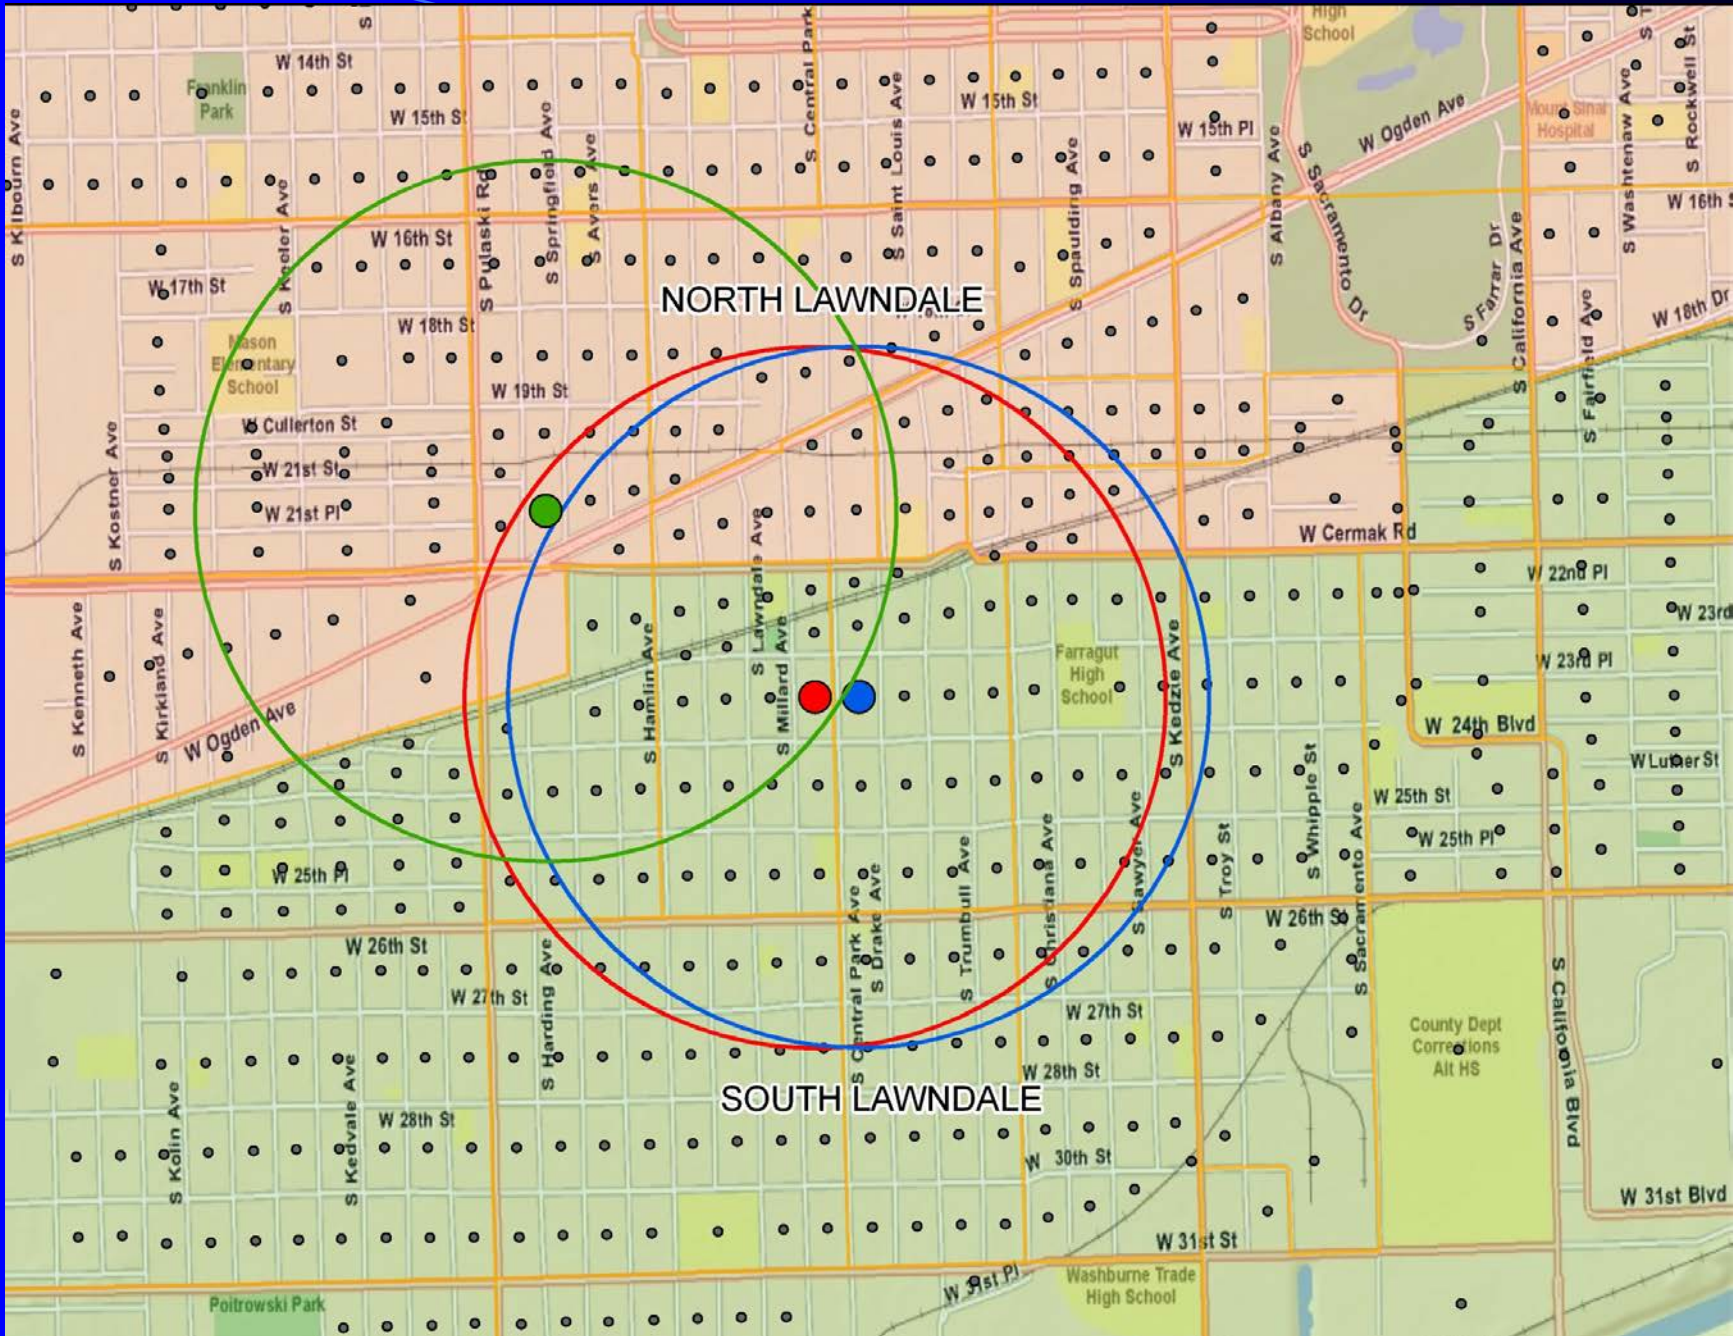 High
School
S Central Park
W 14th St
Franklin
Park
W 15th St
W 15th St
W 15th Pl
W Ogden Ave
Mount Sinai
Hospital
S Kilbourn Ave
S Keeler Ave
S Pulaski Rd
S Springfield Ave
S Avers Ave
S Saint Louis Ave
S Spaulding Ave
S Albany Ave
S Sacramento Dr
S Farrar Dr
S California Ave
S Washtenaw Ave
S Rockwell St
W 16th St
W 16th S
W 17th St
W 18th St
W 18th Dr
NORTH LAWNDALE
Mason
Elementary
School
W 19th St
S Fairfield Ave
W Cullerton St
W 21st St
W 21st Pl
S Kostner Ave
S Lawndale Ave
W Cermak Rd
W 22nd Pl
W 23rd
W 23rd Pl
S Kenneth Ave
S Kirkland Ave
W Ogden Ave
S Hamlin Ave
S Millard Ave
Farragut
High
School
S Kedzie Ave
W 24th Blvd
W Luther St
W 25th St
W 25th Pl
W 25th Pl
S Whipple St
S Sacramento Ave
S Troy St
S Sawyer Ave
S Christiana Ave
S Trumbull Ave
S Drake Ave
S Central Park Ave
W 26th St
W 26th St
W 27th St
W 27th St
S Harding Ave
County Dept
Corrections
Alt HS
S California Blvd
W 28th St
W 28th St
SOUTH LAWNDALE
S Kolin Ave
S Kedvale Ave
W 30th St
W 31st Blvd
W 31st St
W 31st Pl
Washburne Trade
High School
Poitrowski Park